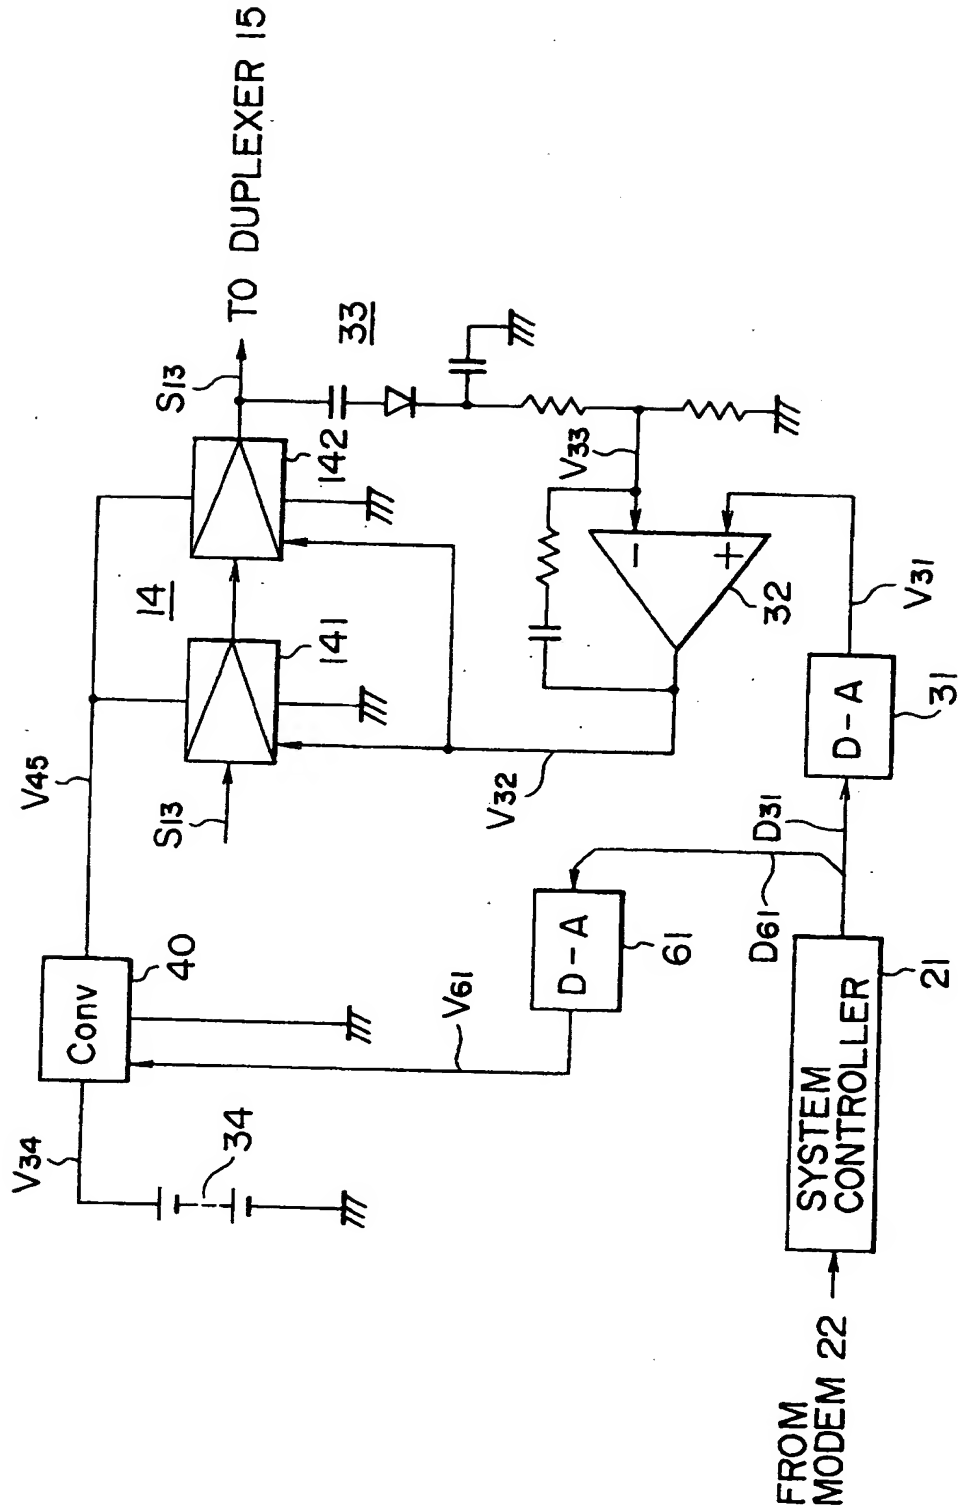 V34
Conv
40
V45
34
V61
S13
14
141
142
S13
TO DUPLEXER 15
33
V32
V33
-
+
32
D-A
61
D61
D31
D-A
31
V31
FROM
MODEM 22
SYSTEM
CONTROLLER
21